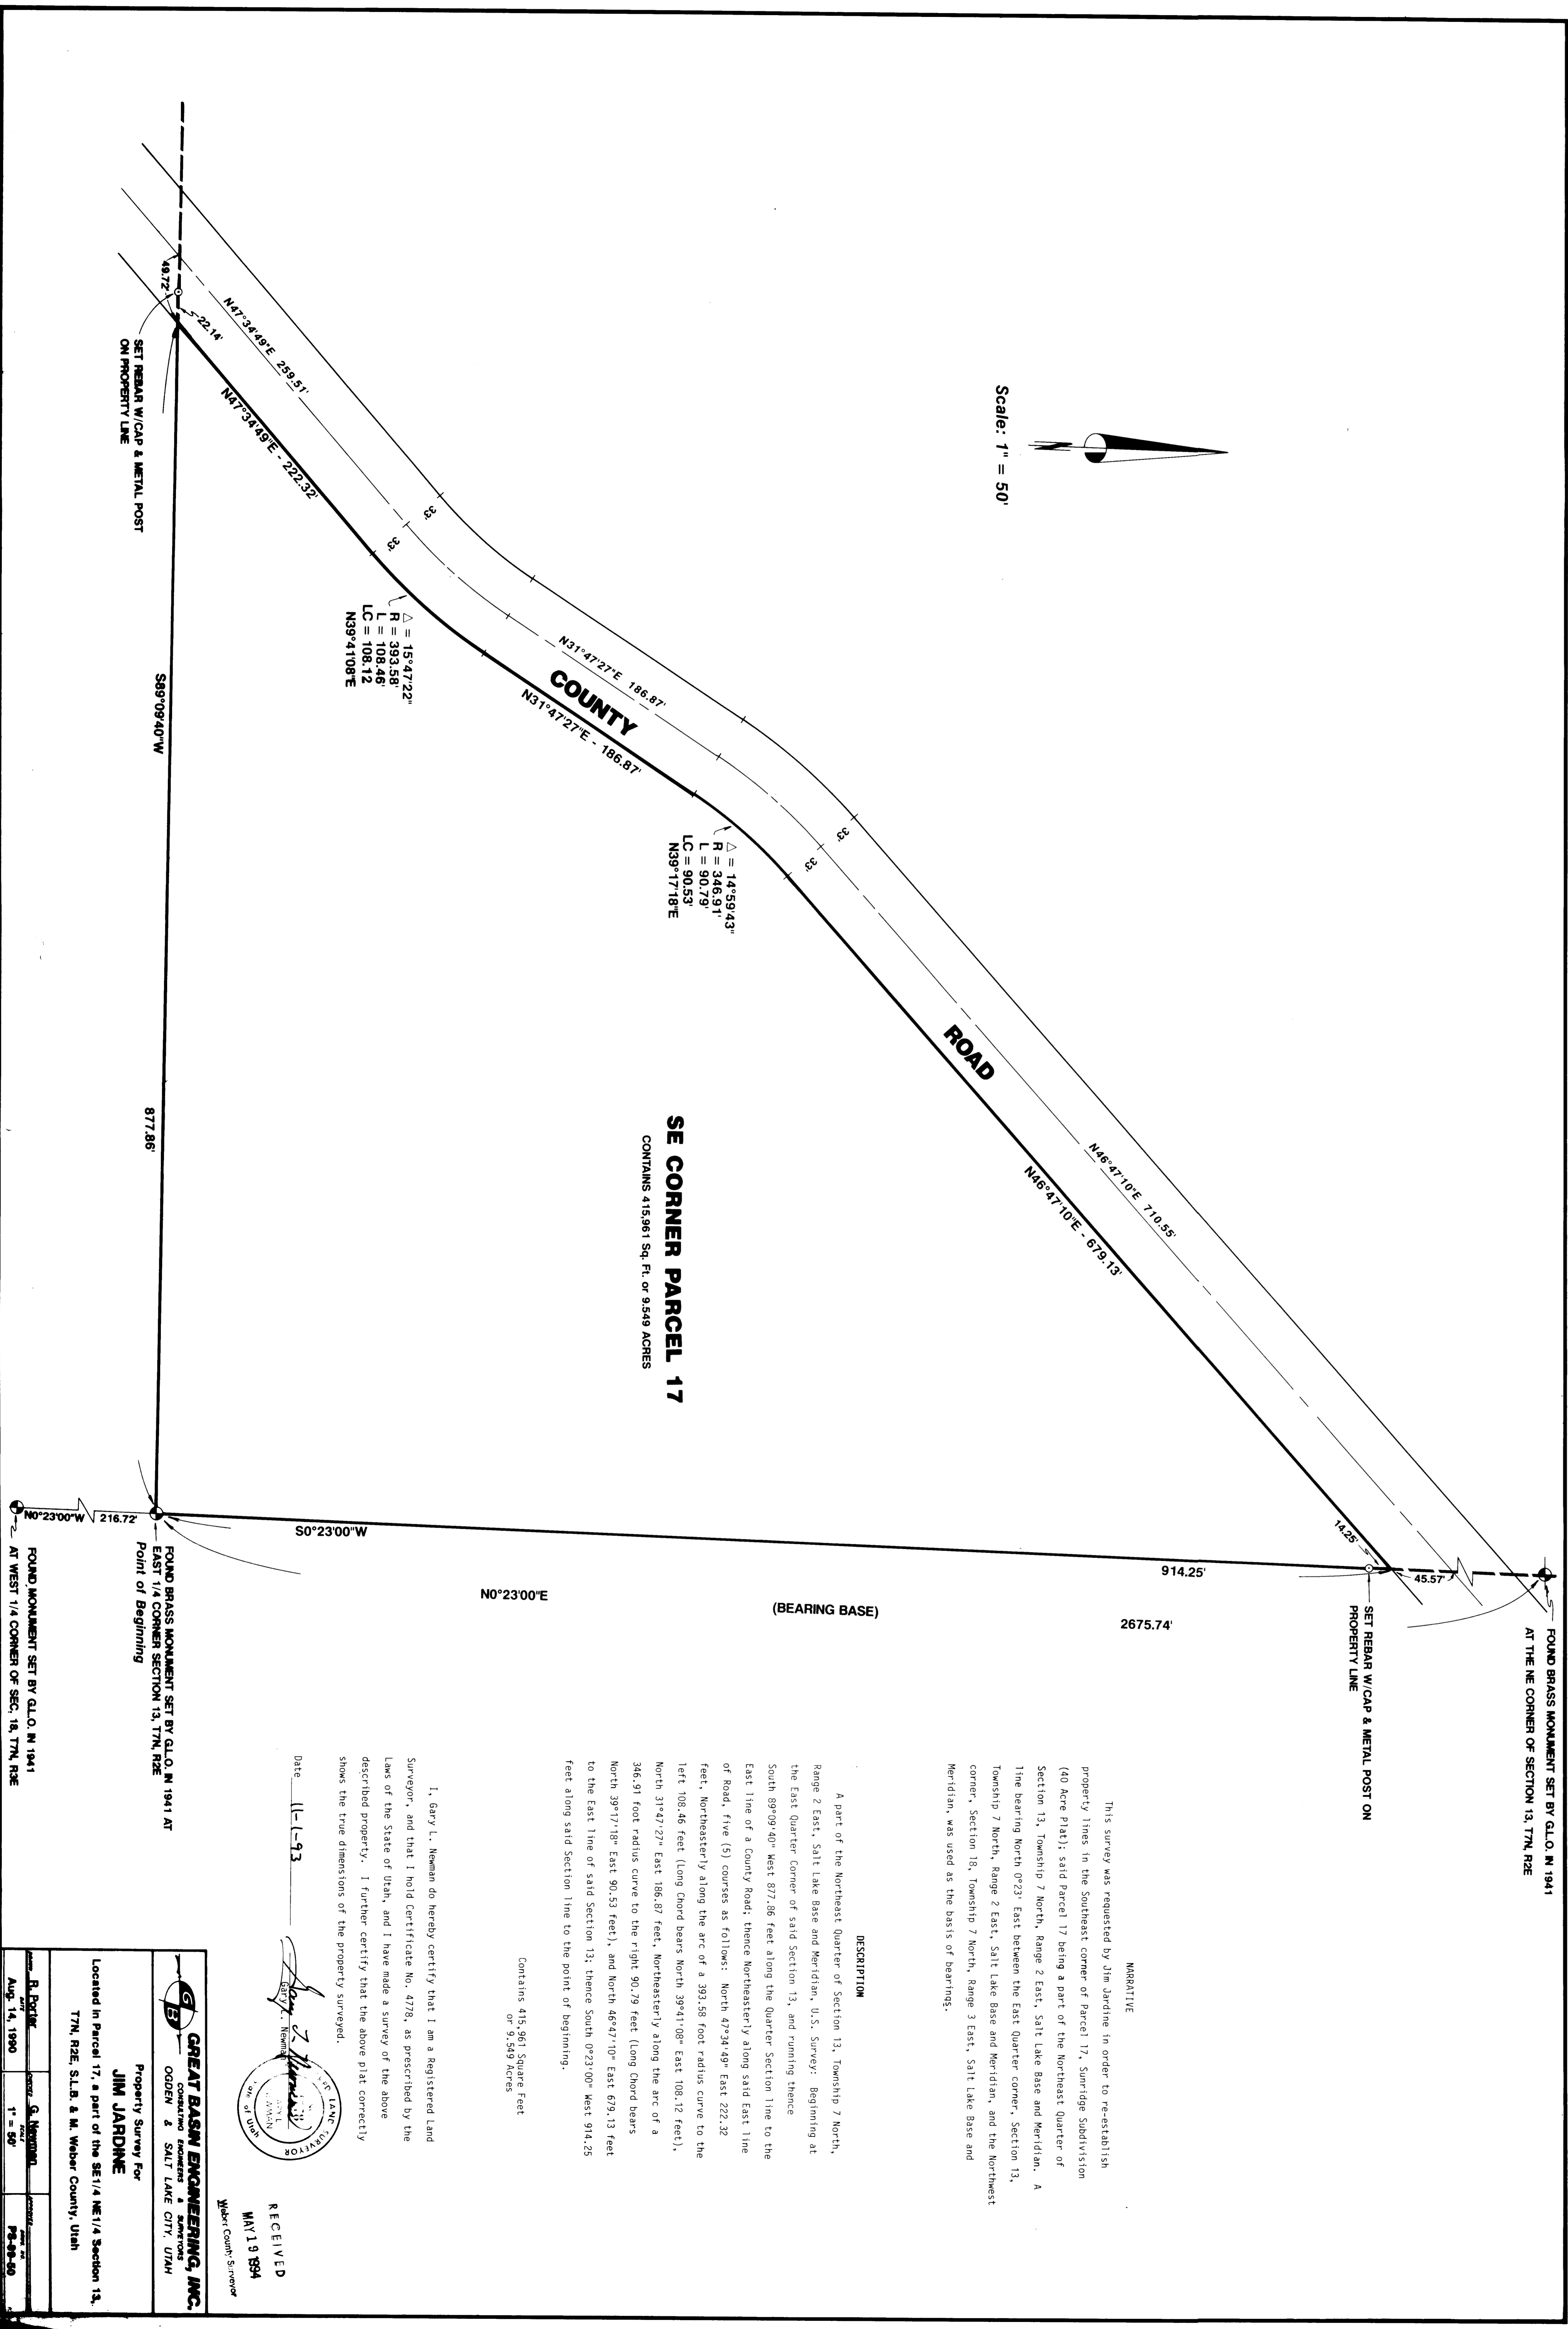 Scale: 1" = 50'
FOUND BRASS MONUMENT SET BY G.L.O. IN 1941
AT THE NE CORNER OF SECTION 13, T7N, R2E
45.57'
14.25'
SET REBAR W/CAP & METAL POST ON
PROPERTY LINE
N46°47'10"E 710.55'
N46°47'10"E - 679.13'
ROAD
33
33
△ = 14°59'43"
R = 346.91'
L = 90.79'
LC = 90.53'
N39°17'18"E
N31°47'27"E 186.87'
COUNTY
N31°47'27"E - 186.87'
△ = 15°47'22"
R = 393.58'
L = 108.46'
LC = 108.12
N39°41'08"E
33
33
N47°34'49"E 259.51'
N47°34'49"E - 222.32'
22.14'
49.72'
SET REBAR W/CAP & METAL POST
ON PROPERTY LINE
SE CORNER PARCEL 17
CONTAINS 415,961 Sq. Ft. or 9.549 ACRES
S89°09'40"W
877.86'
S0°23'00"W
914.25'
N0°23'00"E
(BEARING BASE)
2675.74'
FOUND BRASS MONUMENT SET BY G.L.O. IN 1941 AT
EAST 1/4 CORNER SECTION 13, T7N, R2E
Point of Beginning
N0°23'00"W
216.72'
FOUND MONUMENT SET BY G.L.O. IN 1941
AT WEST 1/4 CORNER OF SEC, 18, T7N, R3E
NARRATIVE
This survey was requested by Jim Jardine in order to re-establish
property lines in the Southeast corner of Parcel 17, Sunridge Subdivision
(40 Acre Plat); said Parcel 17 being a part of the Northeast Quarter of
Section 13, Township 7 North, Range 2 East, Salt Lake Base and Meridian. A
line bearing North 0°23' East between the East Quarter corner, Section 13,
Township 7 North, Range 2 East, Salt Lake Base and Meridian, and the Northwest
corner, Section 18, Township 7 North, Range 3 East, Salt Lake Base and
Meridian, was used as the basis of bearings.
DESCRIPTION
A part of the Northeast Quarter of Section 13, Township 7 North,
Range 2 East, Salt Lake Base and Meridian, U.S. Survey: Beginning at
the East Quarter Corner of said Section 13, and running thence
South 89°09'40" West 877.86 feet along the Quarter Section line to the
East line of a County Road; thence Northeasterly along said East line
of Road, five (5) courses as follows: North 47°34'49" East 222.32
feet, Northeasterly along the arc of a 393.58 foot radius curve to the
left 108.46 feet (Long Chord bears North 39°41'08" East 108.12 feet),
North 31°47'27" East 186.87 feet, Northeasterly along the arc of a
346.91 foot radius curve to the right 90.79 feet (Long Chord bears
North 39°17'18" East 90.53 feet), and North 46°47'10" East 679.13 feet
to the East line of said Section 13; thence South 0°23'00" West 914.25
feet along said Section line to the point of beginning.
Contains 415,961 Square Feet
or 9.549 Acres
I, Gary L. Newman do hereby certify that I am a Registered Land
Surveyor, and that I hold Certificate No. 4778, as prescribed by the
Laws of the State of Utah, and I have made a survey of the above
described property. I further certify that the above plat correctly
shows the true dimensions of the property surveyed.
Date 11-1-93
Gary L. Newman
LAND SURVEYOR
NEWMAN
State of Utah
RECEIVED
MAY 19 1994
Weber County Surveyor
GB
GREAT BASIN ENGINEERING, INC.
CONSULTING ENGINEERS & SURVEYORS
OGDEN & SALT LAKE CITY, UTAH
Property Survey For
JIM JARDINE
Located in Parcel 17, a part of the SE1/4 NE1/4 Section 13,
T7N, R2E, S.L.B. & M. Weber County, Utah
R. Porter
G. Newman
DATE
Aug. 14, 1990
SCALE
1" = 50'